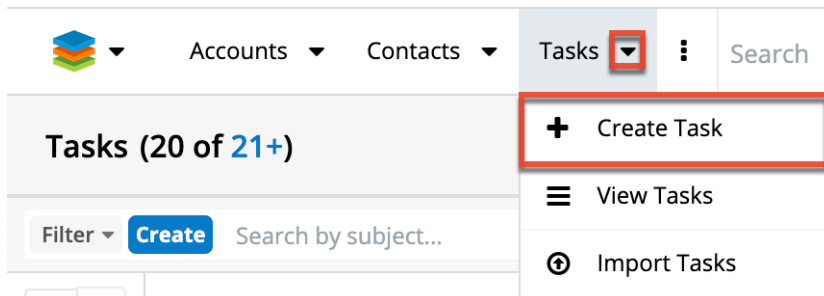 Accounts Contacts Tasks Search
Tasks (20 of 21+)
Create Task
View Tasks
Filter Create Search by subject...
Import Tasks